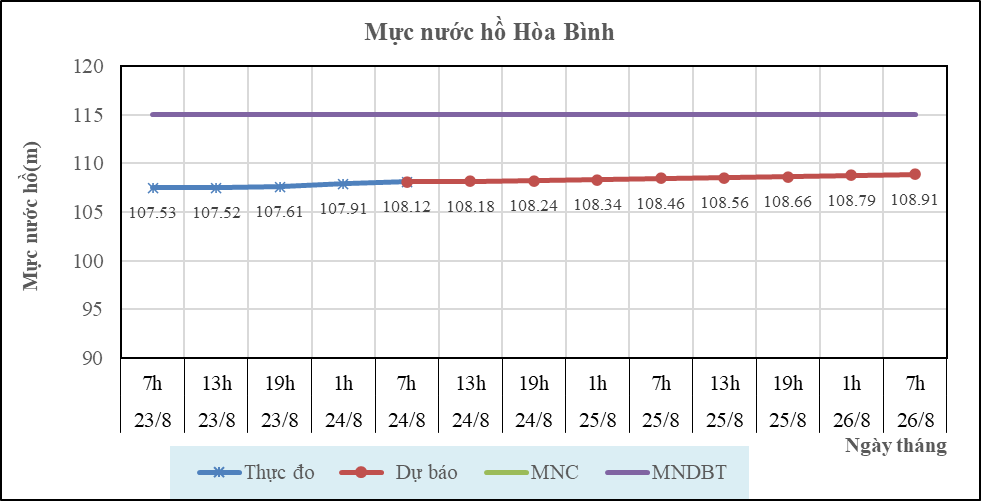 Mực nước hồ Hòa Bình
Mực nước hồ(m)
120
115
110
105
100
95
90
107.53 107.52 107.61 107.91 108.12 108.18 108.24 108.34 108.46 108.56 108.66 108.79 108.91
7h 13h 19h 1h 7h 13h 19h 1h 7h 13h 19h 1h 7h
23/8 23/8 23/8 24/8 24/8 24/8 24/8 25/8 25/8 25/8 25/8 26/8 26/8
Ngày tháng
Thực đo Dự báo MNC MNDBT